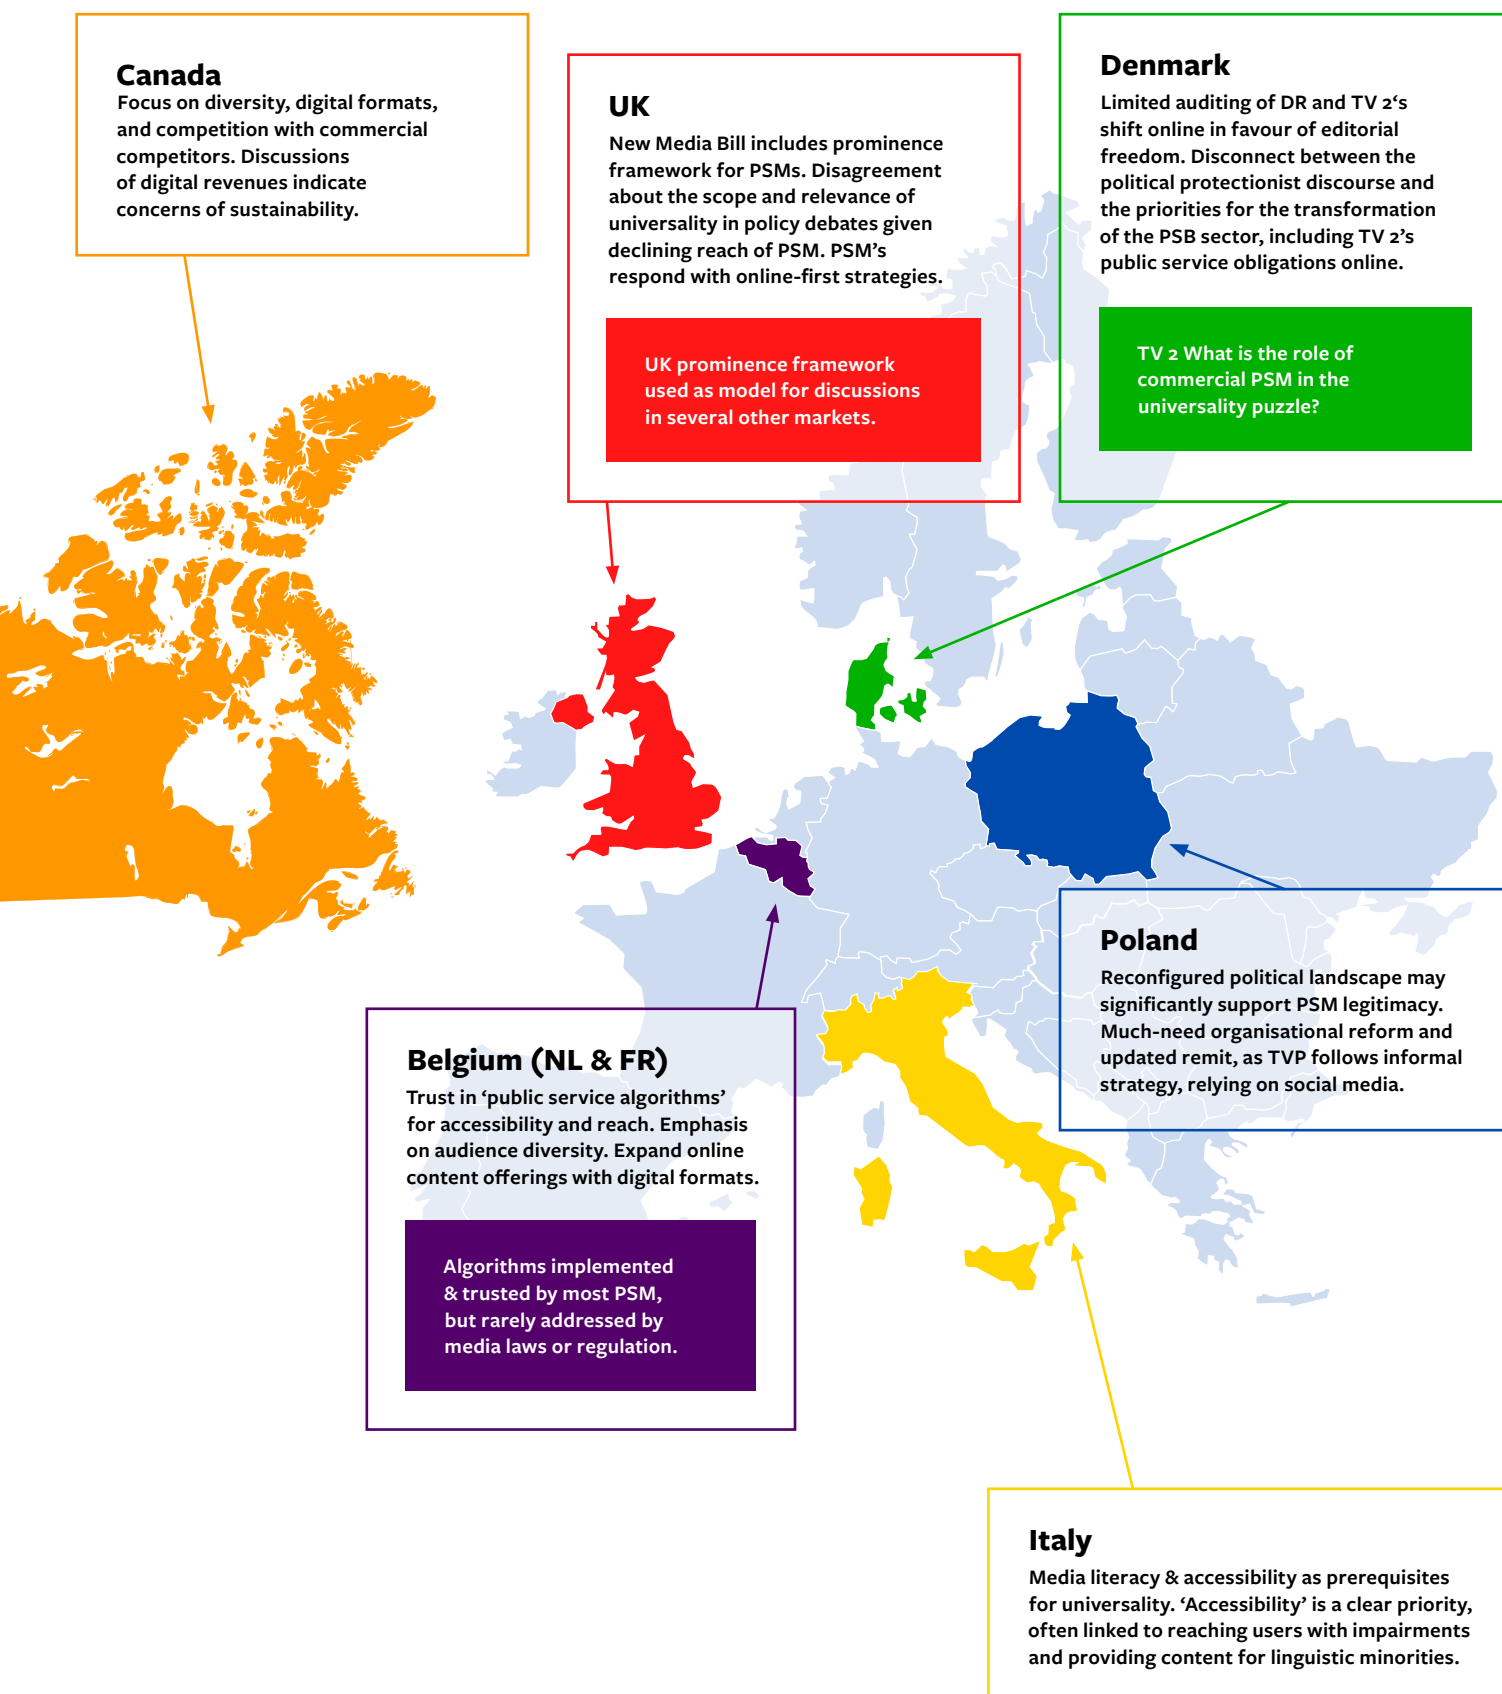 Canada
Focus on diversity, digital formats,
and competition with commercial
competitors. Discussions
of digital revenues indicate
concerns of sustainability.
UK
New Media Bill includes prominence
framework for PSMs. Disagreement
about the scope and relevance of
universality in policy debates given
declining reach of PSM. PSM’s
respond with online-first strategies.
UK prominence framework
used as model for discussions
in several other markets.
Denmark
Limited auditing of DR and TV 2‘s
shift online in favour of editorial
freedom. Disconnect between the
political protectionist discourse and
the priorities for the transformation
of the PSB sector, including TV 2’s
public service obligations online.
TV 2 What is the role of
commercial PSM in the
universality puzzle?
Poland
Reconfigured political landscape may
significantly support PSM legitimacy.
Much-need organisational reform and
updated remit, as TVP follows informal
strategy, relying on social media.
Belgium (NL & FR)
Trust in ‘public service algorithms’
for accessibility and reach. Emphasis
on audience diversity. Expand online
content offerings with digital formats.
Algorithms implemented
& trusted by most PSM,
but rarely addressed by
media laws or regulation.
Italy
Media literacy & accessibility as prerequisites
for universality. ‘Accessibility’ is a clear priority,
often linked to reaching users with impairments
and providing content for linguistic minorities.